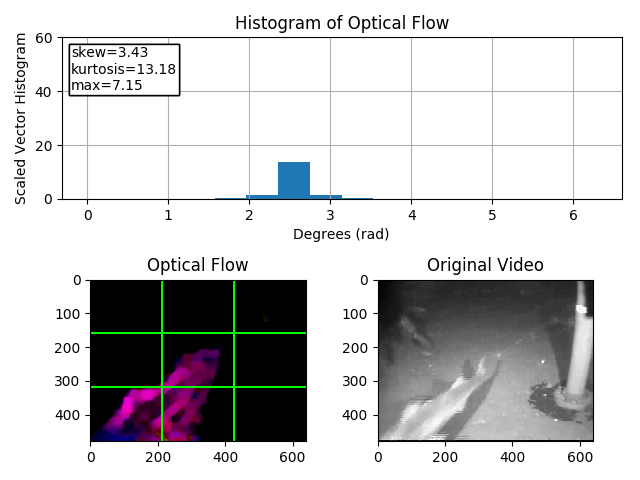 Histogram of Optical Flow
Scaled Vector Histogram
60
40
20
0
skew=3.43
kurtosis=13.18
max=7.15
0 1 2 3 4 5 6
Degrees (rad)
Optical Flow
0
100
200
300
400
0 200 400 600
Original Video
0
100
200
300
400
0 200 400 600